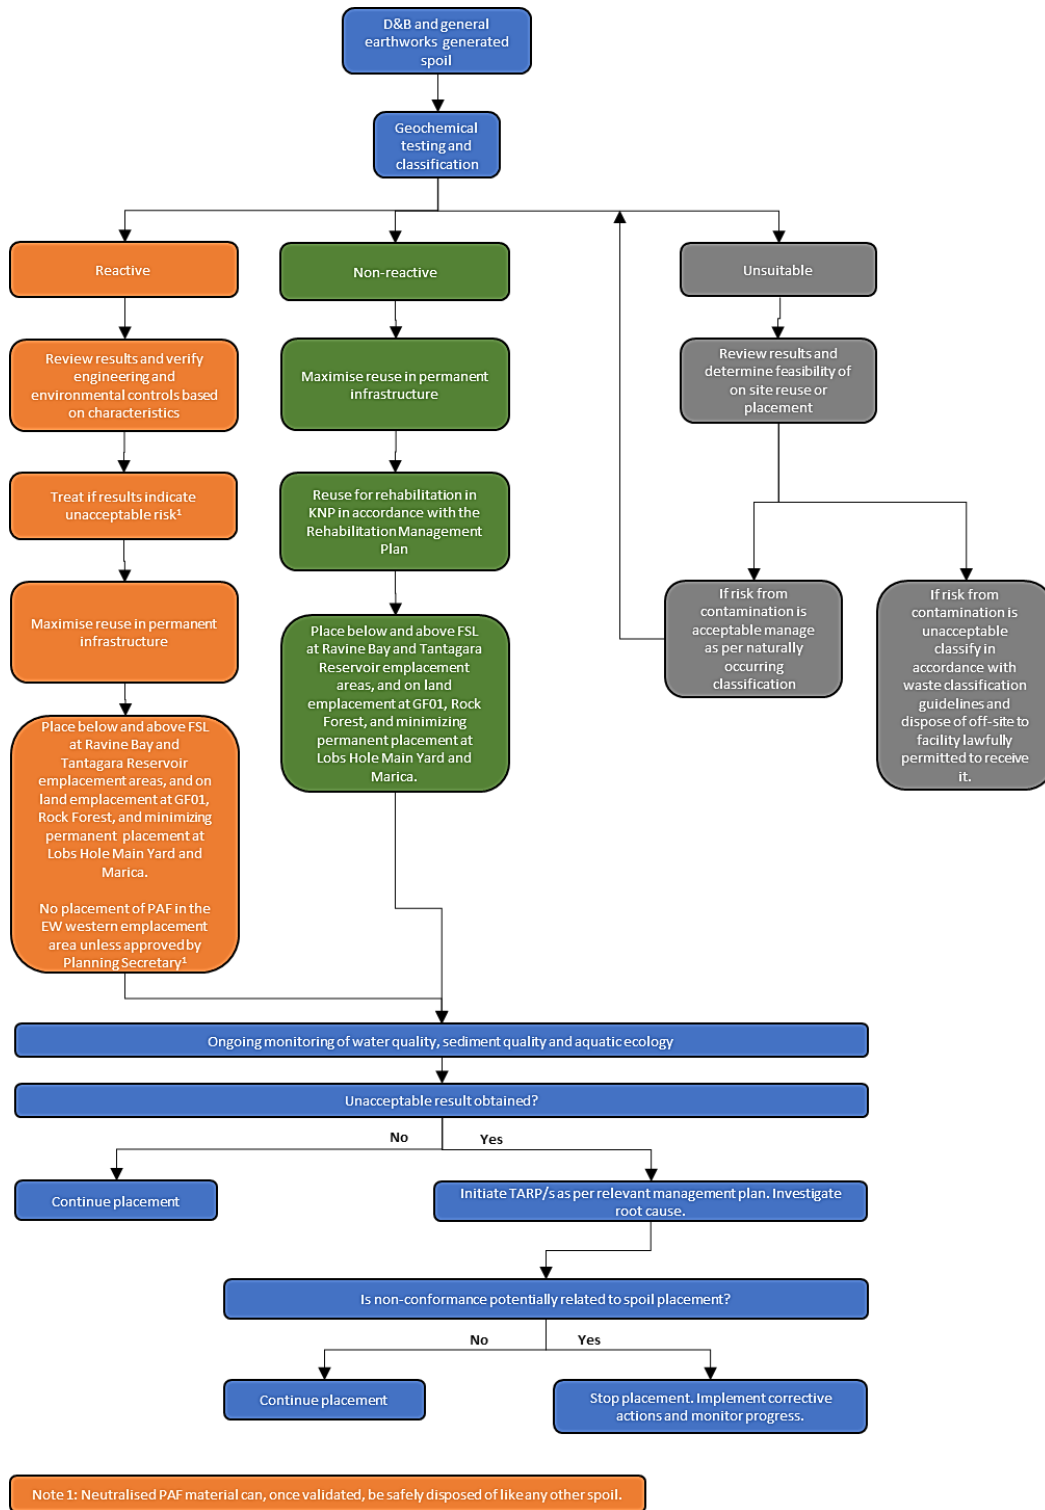 D&B and general
earthworks generated
spoil
Geochemical
testing and
classification
Reactive
Non-reactive
Unsuitable
Review results and verify
engineering and
environmental controls based
on characteristics
Maximise reuse in permanent
infrastructure
Review results and
determine feasibility of
on site reuse or
placement
Treat if results indicate
unacceptable risk¹
Reuse for rehabilitation in
KNP in accordance with the
Rehabilitation Management
Plan
Maximise reuse in permanent
infrastructure
Place below and above FSL
at Ravine Bay and Tantagara
Reservoir emplacement
areas, and on land
emplacement at GF01, Rock
Forest, and minimizing
permanent placement at
Lobs Hole Main Yard and
Marica.
If risk from
contamination is
acceptable manage
as per naturally
occurring
classification
If risk from
contamination is
unacceptable
classify in
accordance with
waste classification
guidelines and
dispose of off-site to
facility lawfully
permitted to receive
it.
Place below and above FSL
at Ravine Bay and
Tantagara Reservoir
emplacement areas, and on
land emplacement at GF01,
Rock Forest, and minimizing
permanent placement at
Lobs Hole Main Yard and
Marica.
No placement of PAF in the
EW western emplacement
area unless approved by
Planning Secretary¹
Ongoing monitoring of water quality, sediment quality and aquatic ecology
Unacceptable result obtained?
No
Yes
Continue placement
Initiate TARP/s as per relevant management plan. Investigate
root cause.
Is non-conformance potentially related to spoil placement?
No
Yes
Continue placement
Stop placement. Implement corrective
actions and monitor progress.
Note 1: Neutralised PAF material can, once validated, be safely disposed of like any other spoil.